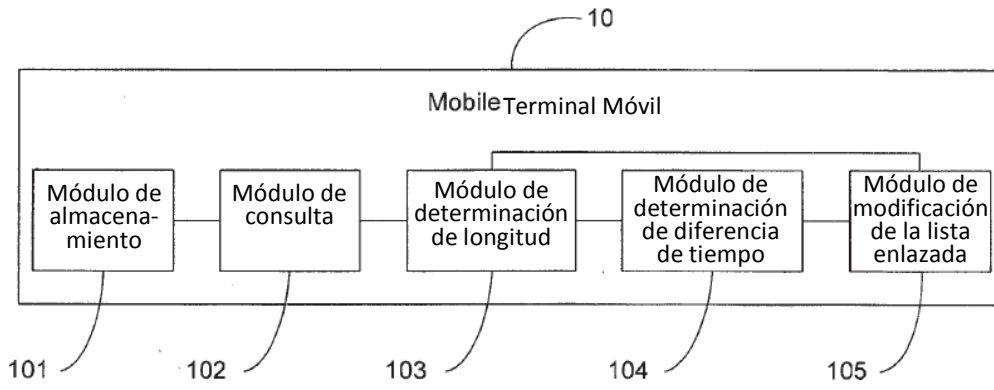 10
Mobile Terminal Móvil
Módulo de
almacena-
miento
Módulo de
consulta
Módulo de
determinación
de longitud
Módulo de
determinación
de diferencia
de tiempo
Módulo de
modificación
de la lista
enlazada
101
102
103
104
105